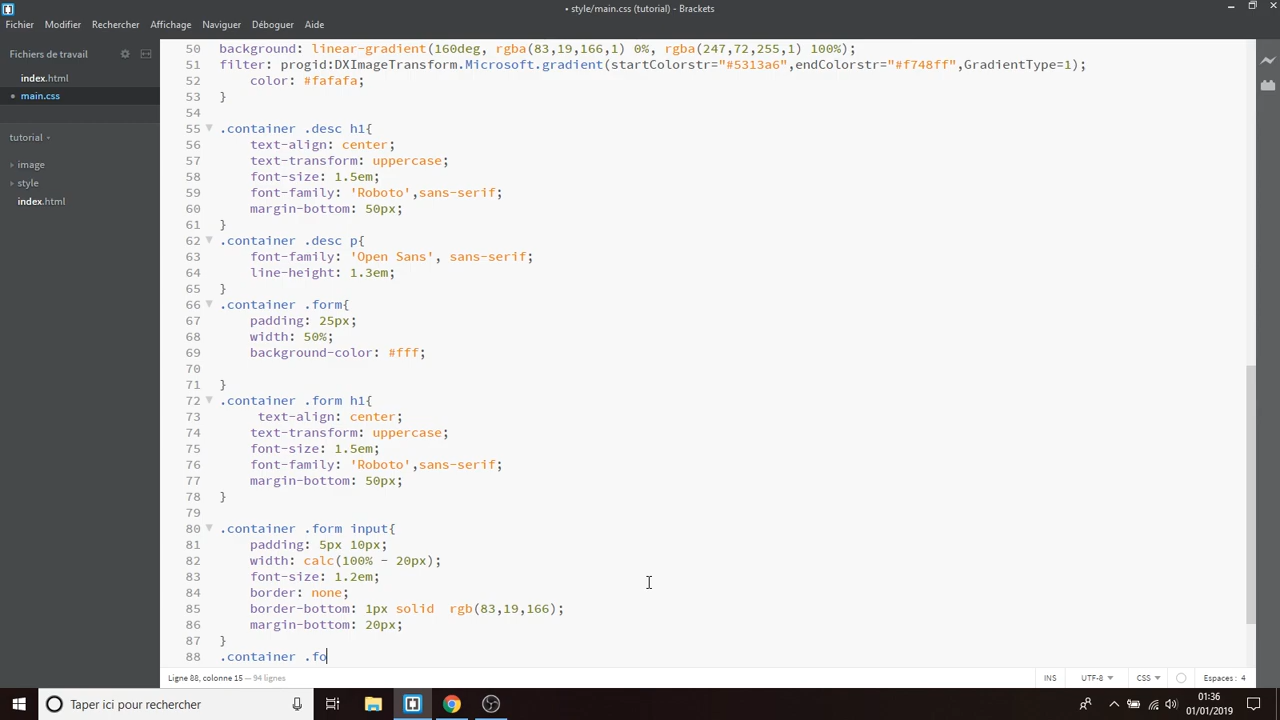 • style/main.css (tutorial) - Brackets
Fichier Modifier Rechercher Affichage Naviguer Déboguer Aide
Fichiers de travail
index.html
main.css
tutorial
image
style
index.html
50 background: linear-gradient(160deg, rgba(83,19,166,1) 0%, rgba(247,72,255,1) 100%);
51 filter: progid:DXImageTransform.Microsoft.gradient(startColorstr="#5313a6",endColorstr="#f748ff",GradientType=1);
52 color: #fafafa;
53 }
54
55 .container .desc h1{
56 text-align: center;
57 text-transform: uppercase;
58 font-size: 1.5em;
59 font-family: 'Roboto',sans-serif;
60 margin-bottom: 50px;
61 }
62 .container .desc p{
63 font-family: 'Open Sans', sans-serif;
64 line-height: 1.3em;
65 }
66 .container .form{
67 padding: 25px;
68 width: 50%;
69 background-color: #fff;
70
71 }
72 .container .form h1{
73 text-align: center;
74 text-transform: uppercase;
75 font-size: 1.5em;
76 font-family: 'Roboto',sans-serif;
77 margin-bottom: 50px;
78 }
79
80 .container .form input{
81 padding: 5px 10px;
82 width: calc(100% - 20px);
83 font-size: 1.2em;
84 border: none;
85 border-bottom: 1px solid  rgb(83,19,166);
86 margin-bottom: 20px;
87 }
88 .container .fo
Ligne 88, colonne 15 — 94 lignes
INS UTF-8 CSS Espaces : 4
Taper ici pour rechercher
01:36
01/01/2019